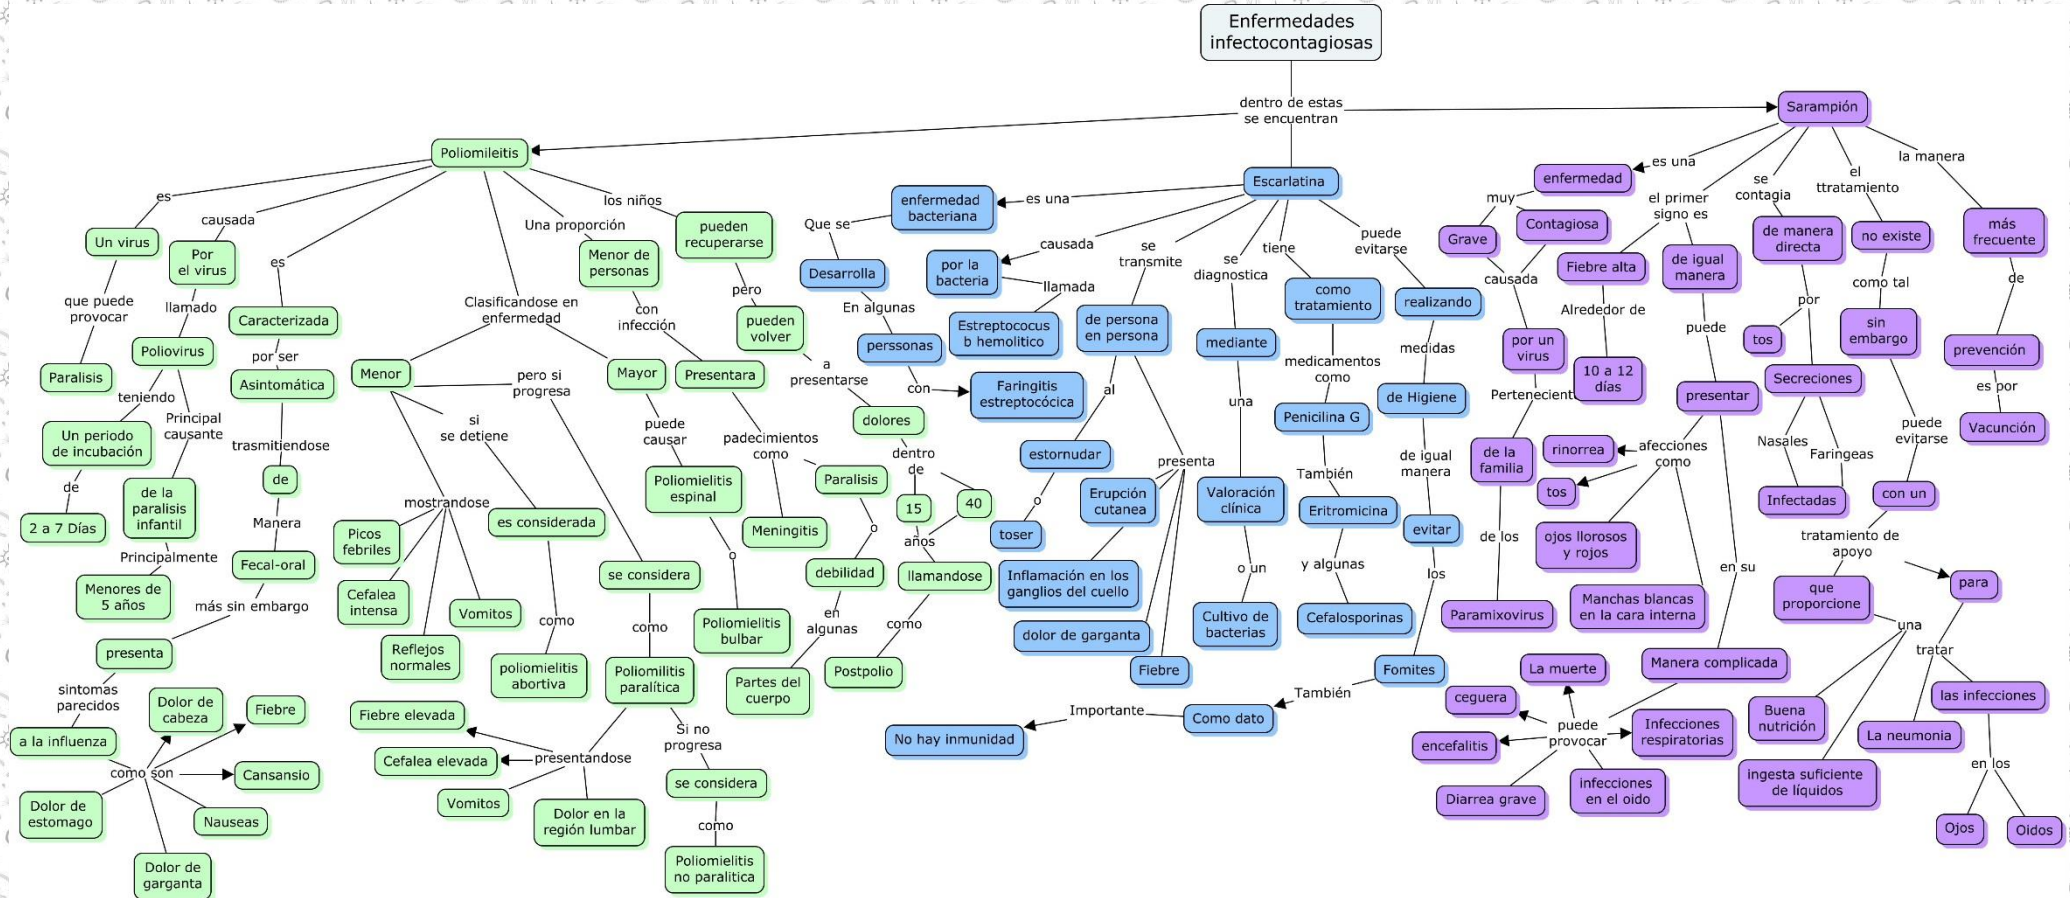 Enfermedades
infectocontagiosas
dentro de estas
se encuentran
Poliomileitis
es
Un virus
que puede
provocar
Paralisis
causada
Por
el virus
llamado
Poliovirus
teniendo
Un periodo
de incubación
de
2 a 7 Días
Principal
causante
de la
paralisis
infantil
Principalmente
Menores de
5 años
es
Caracterizada
por ser
Asintomática
trasmitiendose
de
Manera
Fecal-oral
más sin embargo
presenta
sintomas
parecidos
a la influenza
como son
Dolor de
cabeza
Fiebre
Cansansio
Nauseas
Dolor de
garganta
Dolor de
estomago
Clasificandose en
enfermedad
Menor
mostrandose
Picos
febriles
Cefalea
intensa
Reflejos
normales
Vomitos
si
se detiene
es considerada
como
poliomielitis
abortiva
pero si
progresa
se considera
como
Poliomilitis
paralítica
presentandose
Fiebre elevada
Cefalea elevada
Vomitos
Dolor en la
región lumbar
Si no
progresa
se considera
como
Poliomielitis
no paralitica
Mayor
puede
causar
Poliomielitis
espinal
o
Poliomielitis
bulbar
Una proporción
Menor de
personas
con
infección
Presentara
padecimientos
como
Meningitis
Paralisis
o
debilidad
en
algunas
Partes del
cuerpo
los niños
pueden
recuperarse
pero
pueden
volver
a
presentarse
dolores
dentro
de
15
40
años
llamandose
como
Postpolio
Escarlatina
es una
enfermedad
bacteriana
Que se
Desarrolla
En algunas
perssonas
con
Faringitis
estreptocócica
causada
por la
bacteria
llamada
Estreptococus
b hemolitico
se
transmite
de persona
en persona
al
estornudar
o
toser
presenta
Erupción
cutanea
Inflamación en los
ganglios del cuello
dolor de garganta
Fiebre
se
diagnostica
mediante
una
Valoración
clínica
o un
Cultivo de
bacterias
tiene
como
tratamiento
medicamentos
como
Penicilina G
También
Eritromicina
y algunas
Cefalosporinas
puede
evitarse
realizando
medidas
de Higiene
de igual
manera
evitar
los
Fomites
También
Como dato
Importante
No hay inmunidad
Sarampión
es una
enfermedad
muy
Grave
Contagiosa
causada
por un
virus
Pertenecient
de la
familia
de los
Paramixovirus
el primer
signo es
Fiebre alta
Alrededor de
10 a 12
días
de igual
manera
puede
presentar
afecciones
como
rinorrea
tos
ojos llorosos
y rojos
Manchas blancas
en la cara interna
en su
Manera complicada
puede
provocar
La muerte
ceguera
encefalitis
Diarrea grave
infecciones
en el oido
Infecciones
respiratorias
se
contagia
de manera
directa
por
tos
Secreciones
Nasales
Faringeas
Infectadas
el
ttratamiento
no existe
como tal
sin
embargo
puede
evitarse
con un
tratamiento de
apoyo
que
proporcione
una
Buena
nutrición
ingesta suficiente
de líquidos
para
tratar
La neumonia
las infecciones
en los
Ojos
Oidos
la manera
más
frecuente
de
prevención
es por
Vacunción